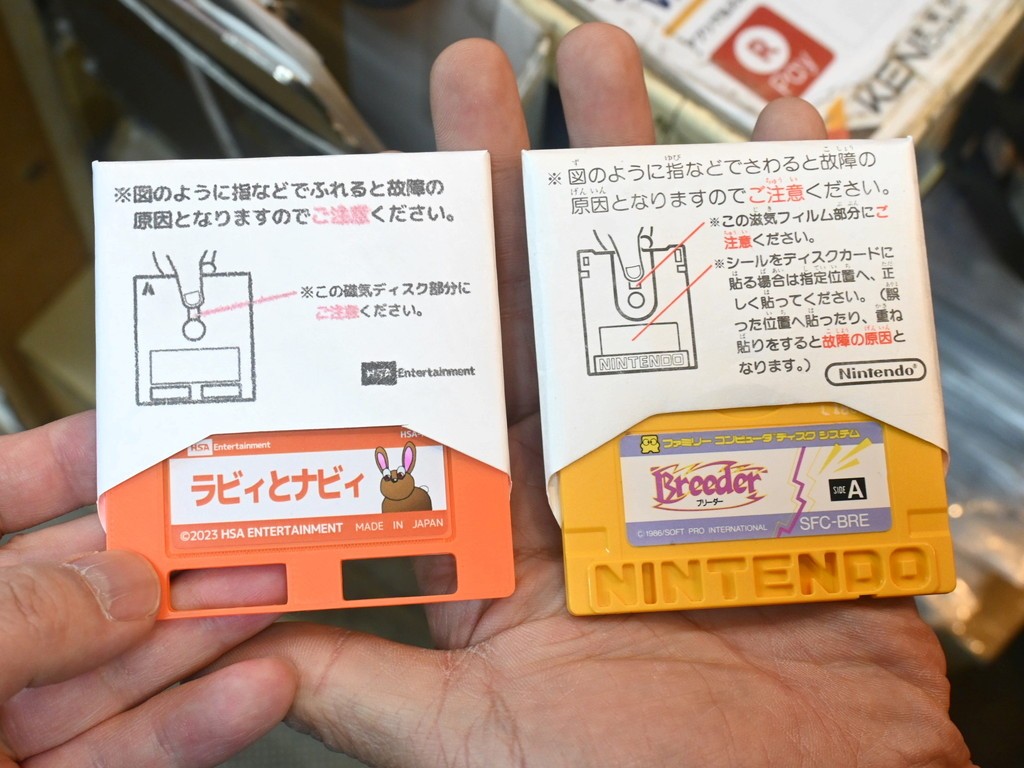 ※図のように指などでふれると故障の
原因となりますのでご注意ください。
※この磁気ディスク部分に
ご注意ください。
HSA Entertainment
HSA Entertainment
ラビィとナビィ
©2023 HSA ENTERTAINMENT MADE IN JAPAN
※図のように指などでさわると故障の
原因となりますのでご注意ください。
※この磁気フィルム部分にご
注意ください。
※シールをディスクカードに
貼る場合は指定位置へ、正
しく貼ってください。(誤
った位置へ貼ったり、重ね
貼りをすると故障の原因と
なります。)
NINTENDO
Nintendo®
ファミリー コンピュータ ディスク システム
Breeder
ブリーダー
SIDE A
©1986/SOFT PRO INTERNATIONAL SFC-BRE
NINTENDO
R
Pay